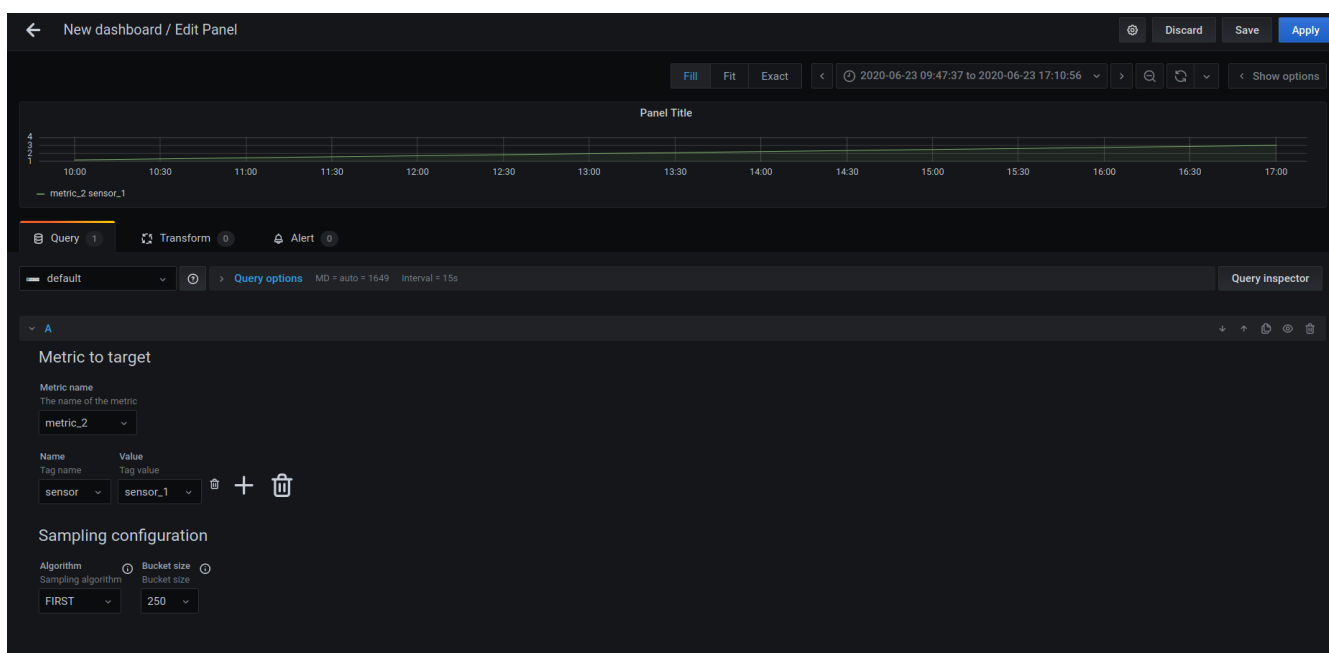 New dashboard / Edit Panel Discard Save Apply
Fill Fit Exact 2020-06-23 09:47:37 to 2020-06-23 17:10:56 Show options
Panel Title
4
3
2
1
10:00 10:30 11:00 11:30 12:00 12:30 13:00 13:30 14:00 14:30 15:00 15:30 16:00 16:30 17:00
metric_2 sensor_1
Query 1 Transform 0 Alert 0
default Query options MD = auto = 1649 Interval = 15s Query inspector
A
Metric to target
Metric name
The name of the metric
metric_2
Name Value
Tag name Tag value
sensor sensor_1
Sampling configuration
Algorithm Bucket size
Sampling algorithm Bucket size
FIRST 250